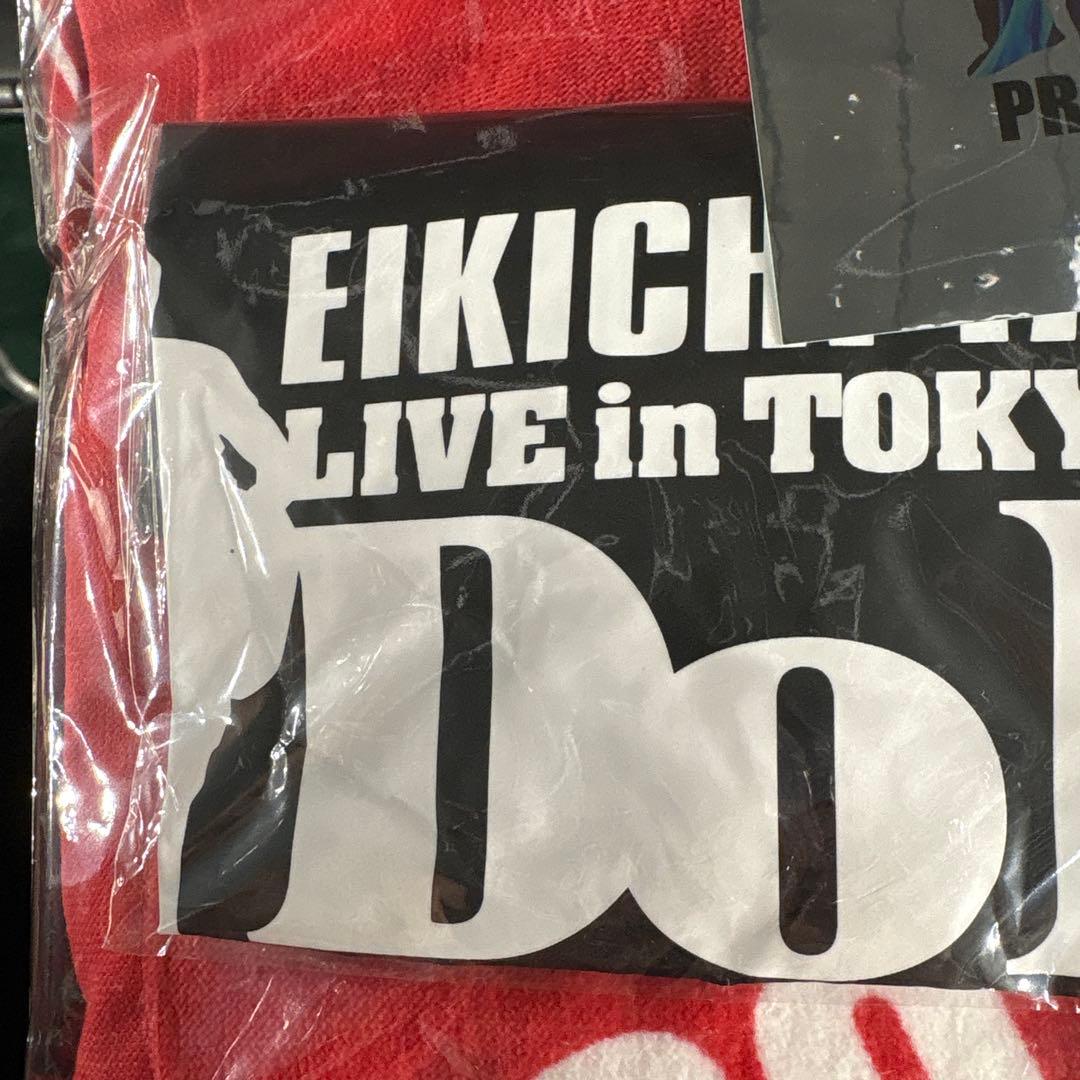 PR
EIKICH
LIVE in TOKY
Do